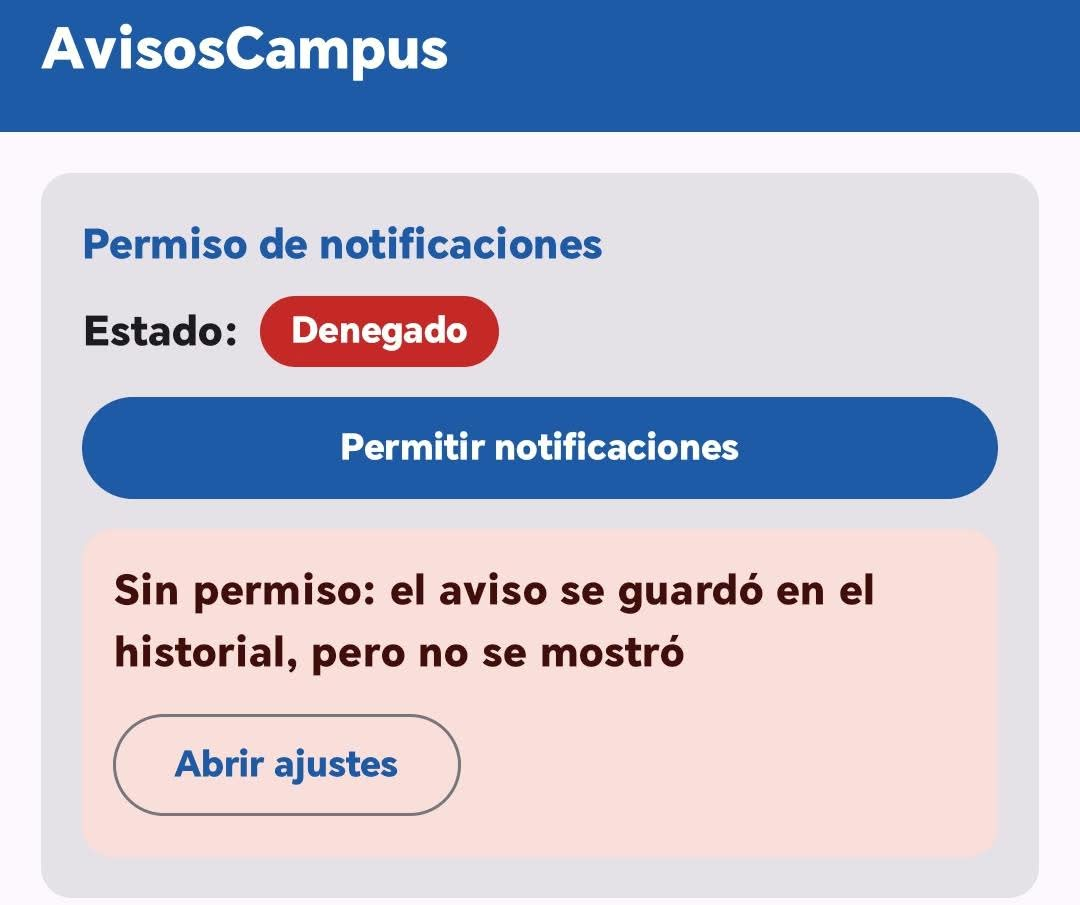 AvisosCampus
Permiso de notificaciones
Estado: Denegado
Permitir notificaciones
Sin permiso: el aviso se guardó en el
historial, pero no se mostró
Abrir ajustes